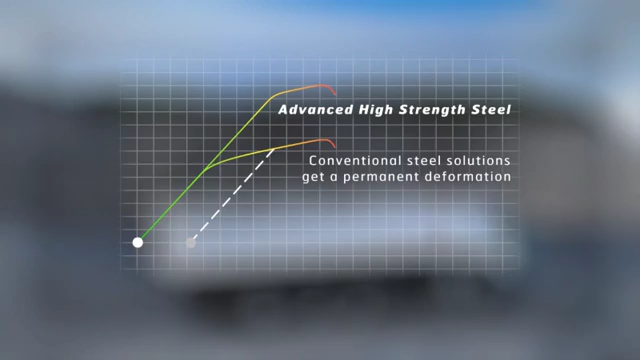 Advanced High Strength Steel
Conventional steel solutions
get a permanent deformation